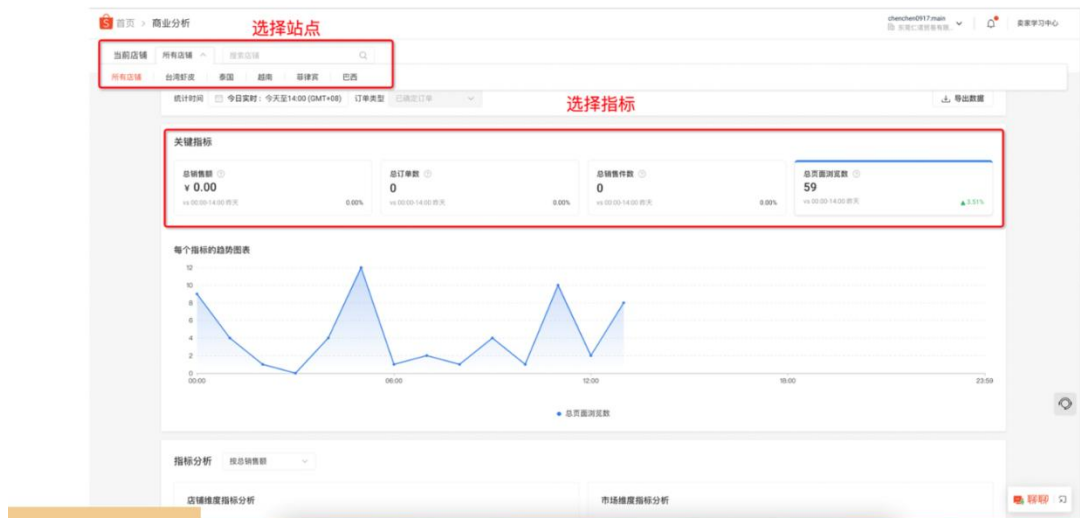 首页 > 商业分析
选择站点
chenchen0917:main
卖家学习中心
当前店铺 所有店铺 搜索店铺
所有店铺 台湾虾皮 泰国 越南 菲律宾 巴西
统计时间 今日实时：今天至14:00 (GMT+08) 订单类型 已确定订单
选择指标
导出数据
关键指标
总销售额 总订单数 总销售件数 总页面浏览数
¥ 0.00 0 0 59
vs 00:00-14:00 昨天 0.00% vs 00:00-14:00 昨天 0.00% vs 00:00-14:00 昨天 0.00% vs 00:00-14:00 昨天 ▲3.51%
每个指标的趋势图表
12
10
8
6
4
2
0
00:00 06:00 12:00 18:00 23:59
总页面浏览数
指标分析 按总销售额
店铺维度指标分析 市场维度指标分析
聊聊